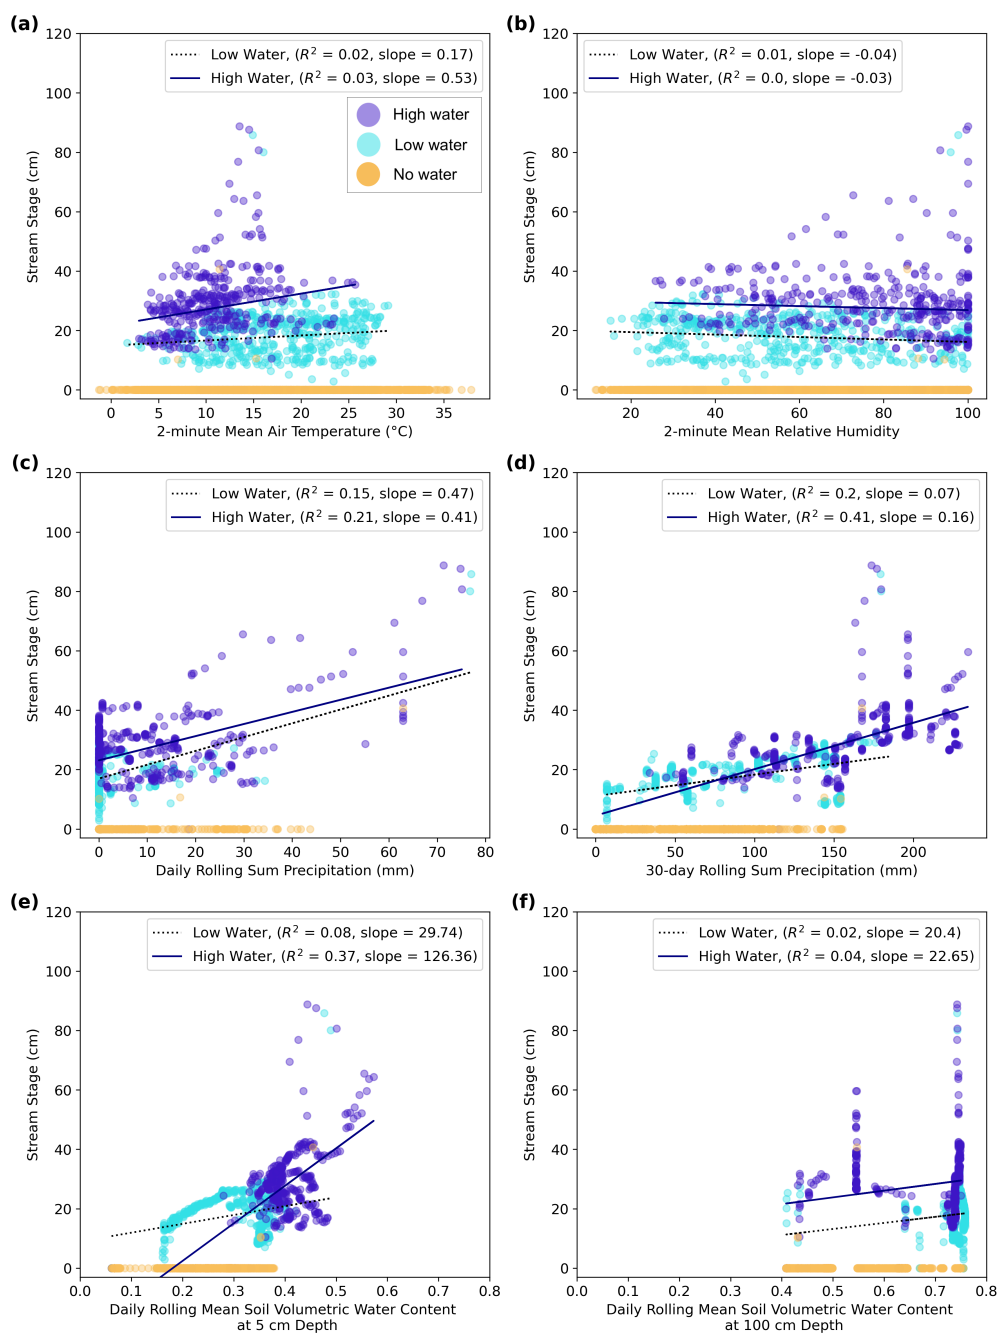 (a)
120
100
80
60
40
20
0
Stream Stage (cm)
Low Water, (R² = 0.02, slope = 0.17)
High Water, (R² = 0.03, slope = 0.53)
High water
Low water
No water
0 5 10 15 20 25 30 35
2-minute Mean Air Temperature (°C)
(b)
120
100
80
60
40
20
0
Stream Stage (cm)
Low Water, (R² = 0.01, slope = -0.04)
High Water, (R² = 0.0, slope = -0.03)
20 40 60 80 100
2-minute Mean Relative Humidity
(c)
120
100
80
60
40
20
0
Stream Stage (cm)
Low Water, (R² = 0.15, slope = 0.47)
High Water, (R² = 0.21, slope = 0.41)
0 10 20 30 40 50 60 70 80
Daily Rolling Sum Precipitation (mm)
(d)
120
100
80
60
40
20
0
Stream Stage (cm)
Low Water, (R² = 0.2, slope = 0.07)
High Water, (R² = 0.41, slope = 0.16)
0 50 100 150 200
30-day Rolling Sum Precipitation (mm)
(e)
120
100
80
60
40
20
0
Stream Stage (cm)
Low Water, (R² = 0.08, slope = 29.74)
High Water, (R² = 0.37, slope = 126.36)
0.0 0.1 0.2 0.3 0.4 0.5 0.6 0.7 0.8
Daily Rolling Mean Soil Volumetric Water Content
at 5 cm Depth
(f)
120
100
80
60
40
20
0
Stream Stage (cm)
Low Water, (R² = 0.02, slope = 20.4)
High Water, (R² = 0.04, slope = 22.65)
0.0 0.1 0.2 0.3 0.4 0.5 0.6 0.7 0.8
Daily Rolling Mean Soil Volumetric Water Content
at 100 cm Depth